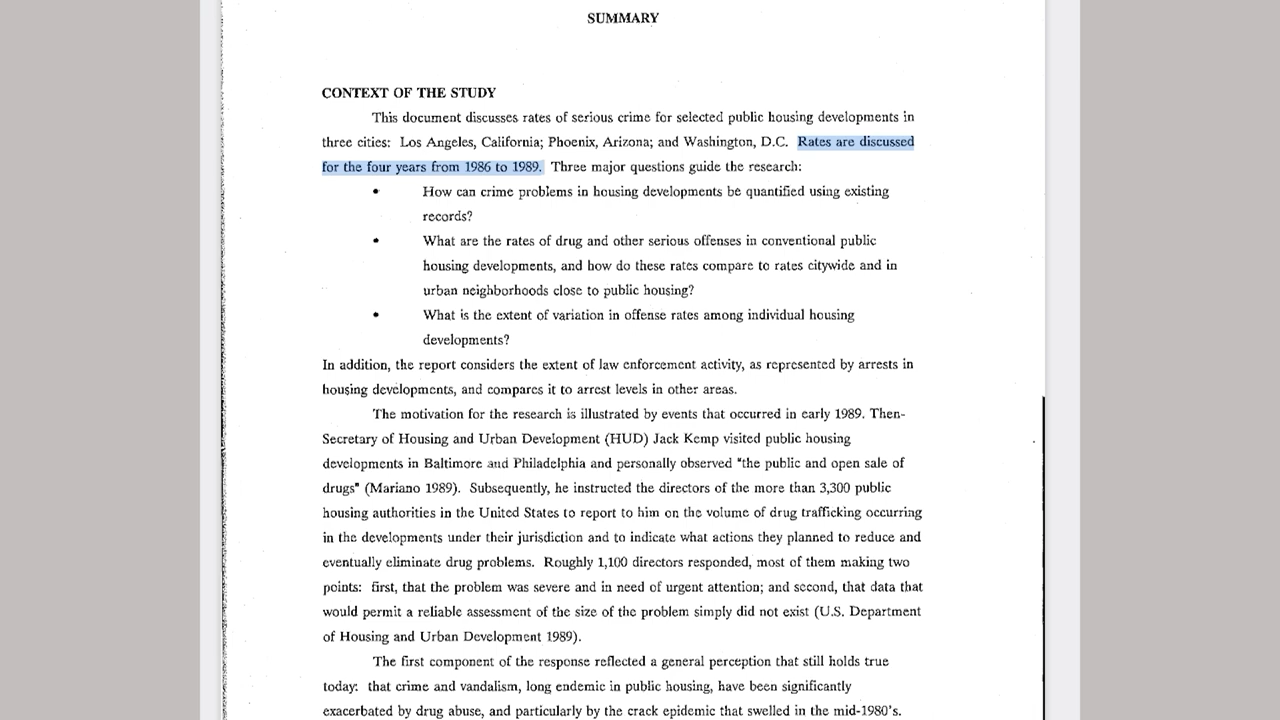 SUMMARY
CONTEXT OF THE STUDY
This document discusses rates of serious crime for selected public housing developments in
three cities: Los Angeles, California; Phoenix, Arizona; and Washington, D.C. Rates are discussed
for the four years from 1986 to 1989. Three major questions guide the research:
• How can crime problems in housing developments be quantified using existing
records?
• What are the rates of drug and other serious offenses in conventional public
housing developments, and how do these rates compare to rates citywide and in
urban neighborhoods close to public housing?
• What is the extent of variation in offense rates among individual housing
developments?
In addition, the report considers the extent of law enforcement activity, as represented by arrests in
housing developments, and compares it to arrest levels in other areas.
The motivation for the research is illustrated by events that occurred in early 1989. Then-
Secretary of Housing and Urban Development (HUD) Jack Kemp visited public housing
developments in Baltimore and Philadelphia and personally observed "the public and open sale of
drugs" (Mariano 1989). Subsequently, he instructed the directors of the more than 3,300 public
housing authorities in the United States to report to him on the volume of drug trafficking occurring
in the developments under their jurisdiction and to indicate what actions they planned to reduce and
eventually eliminate drug problems. Roughly 1,100 directors responded, most of them making two
points: first, that the problem was severe and in need of urgent attention; and second, that data that
would permit a reliable assessment of the size of the problem simply did not exist (U.S. Department
of Housing and Urban Development 1989).
The first component of the response reflected a general perception that still holds true
today: that crime and vandalism, long endemic in public housing, have been significantly
exacerbated by drug abuse, and particularly by the crack epidemic that swelled in the mid-1980's.